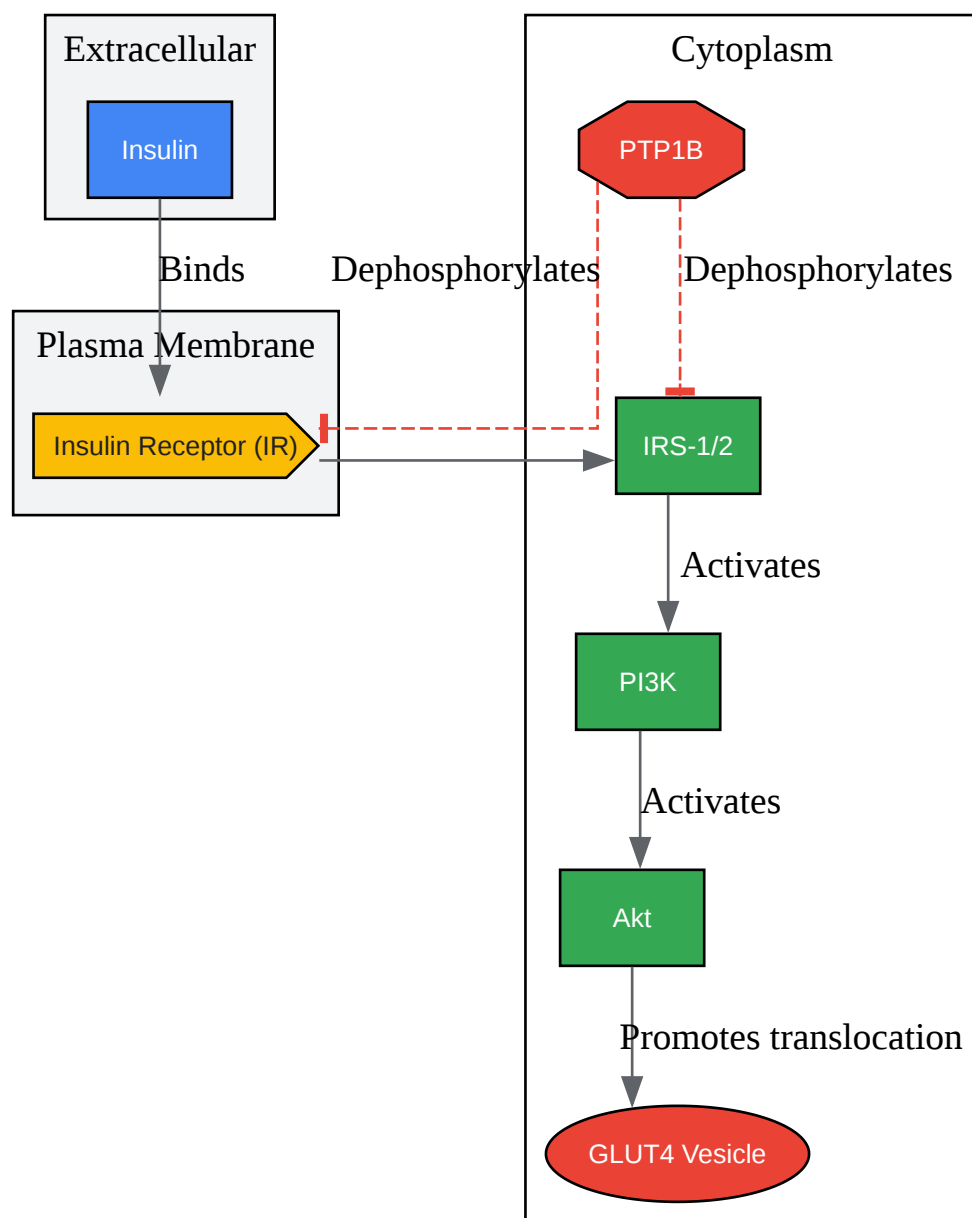 Extracellular
Cytoplasm
Insulin
PTP1B
Binds
Dephosphorylates
Dephosphorylates
Plasma Membrane
Insulin Receptor (IR)
IRS-1/2
Activates
PI3K
Activates
Akt
Promotes translocation
GLUT4 Vesicle